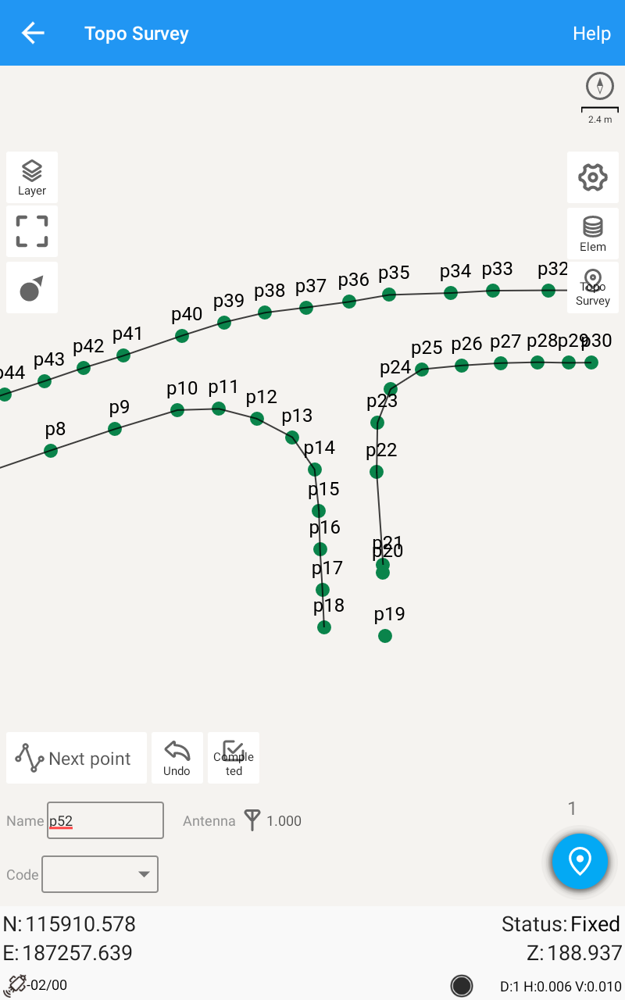 Topo Survey
Help
2.4 m
Layer
Elem
Topo
Survey
p32
p33
p34
p35
p36
p37
p38
p39
p40
p41
p42
p43
p44
p30
p29
p28
p27
p26
p25
p24
p23
p22
p21
p20
p19
p8
p9
p10
p11
p12
p13
p14
p15
p16
p17
p18
Next point
Undo
Comple
ted
1
Name p52
Antenna 1.000
Code
N: 115910.578
Status: Fixed
E: 187257.639
Z: 188.937
-02/00
D:1 H:0.006 V:0.010